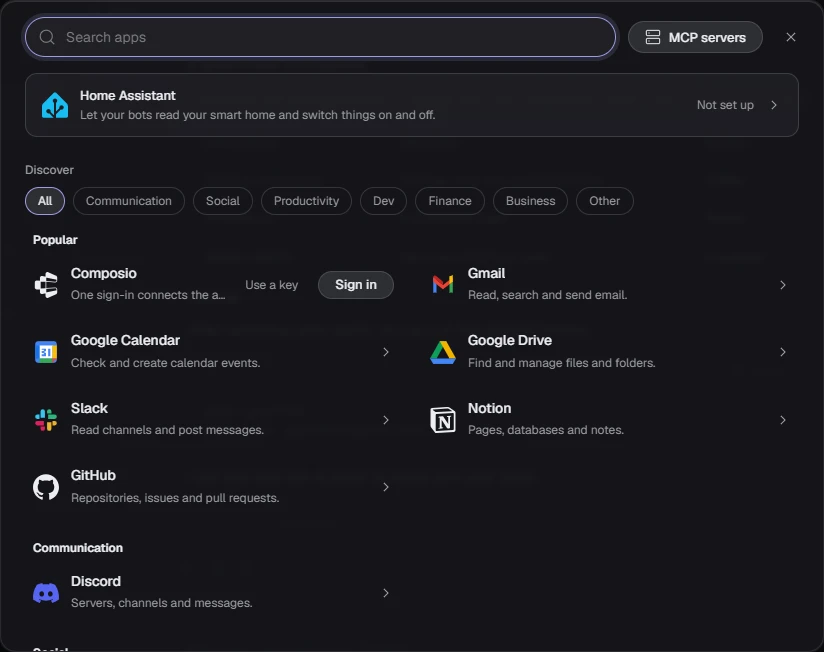 Search apps
MCP servers
Home Assistant
Let your bots read your smart home and switch things on and off.
Not set up
Discover
All
Communication
Social
Productivity
Dev
Finance
Business
Other
Popular
Composio
One sign-in connects the a...
Use a key
Sign in
Gmail
Read, search and send email.
31
Google Calendar
Check and create calendar events.
Google Drive
Find and manage files and folders.
Slack
Read channels and post messages.
Notion
Pages, databases and notes.
GitHub
Repositories, issues and pull requests.
Communication
Discord
Servers, channels and messages.
Social